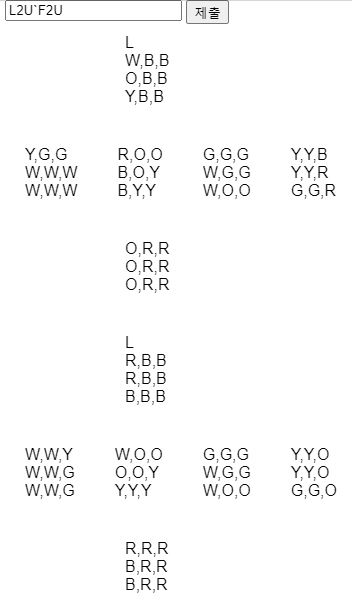 L2U`F2U 제출
L
W,B,B
O,B,B
Y,B,B
Y,G,G R,O,O G,G,G Y,Y,B
W,W,W B,O,Y W,G,G Y,Y,R
W,W,W B,Y,Y W,O,O G,G,R
O,R,R
O,R,R
O,R,R
L
R,B,B
R,B,B
B,B,B
W,W,Y W,O,O G,G,G Y,Y,O
W,W,G O,O,Y W,G,G Y,Y,O
W,W,G Y,Y,Y W,O,O G,G,O
R,R,R
B,R,R
B,R,R